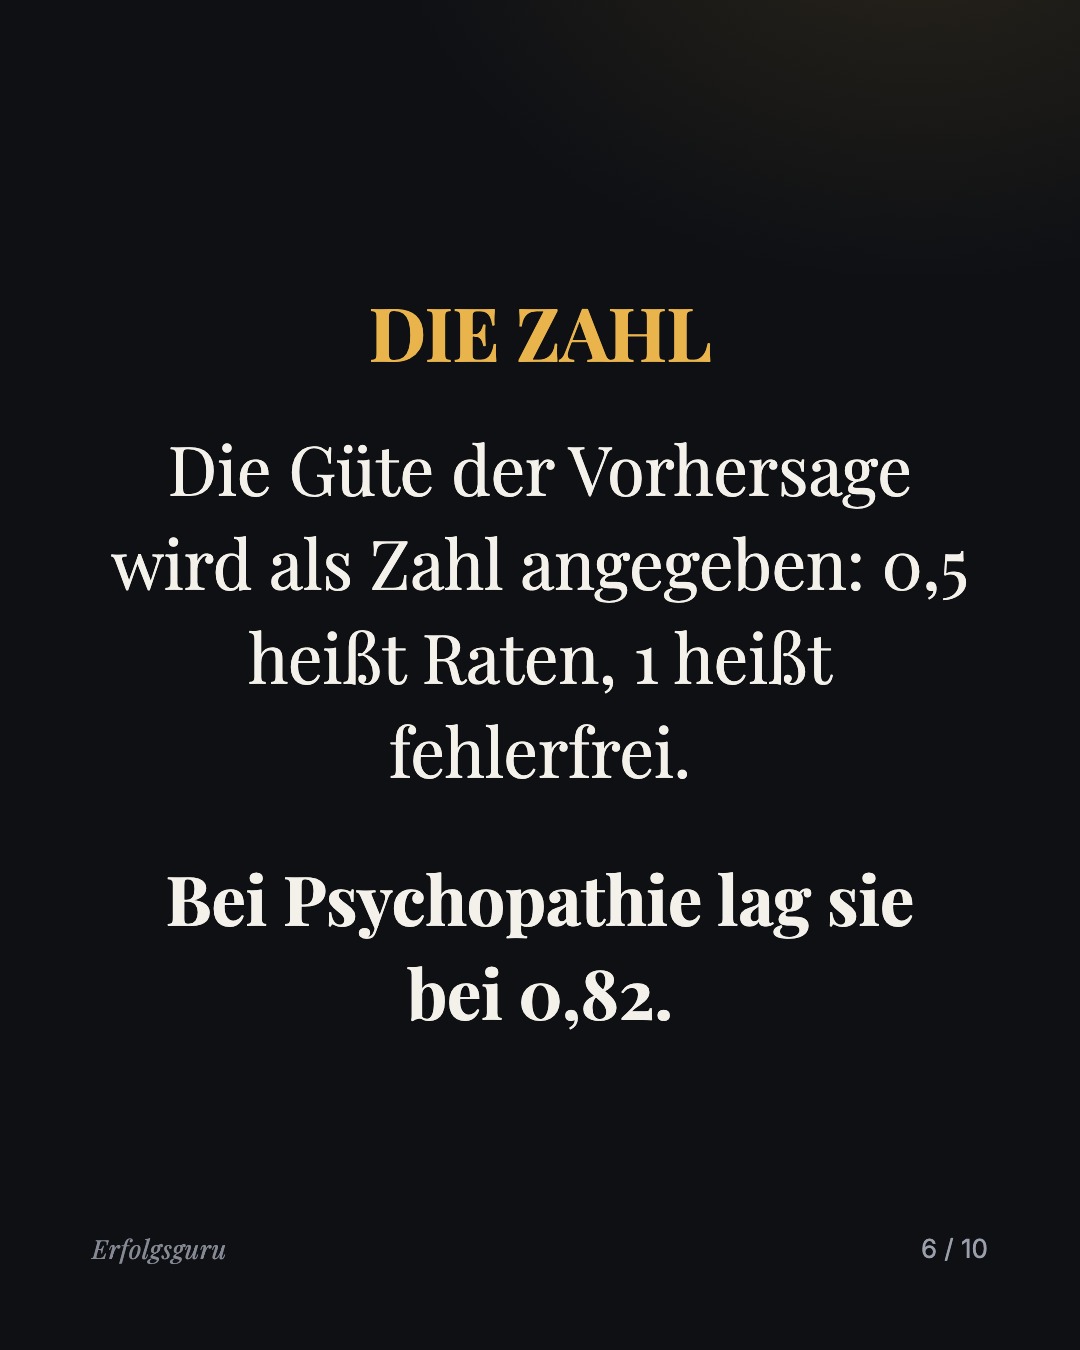 DIE ZAHL
Die Güte der Vorhersage
wird als Zahl angegeben: 0,5
heißt Raten, 1 heißt
fehlerfrei.
Bei Psychopathie lag sie
bei 0,82.
Erfolgsguru
6 / 10